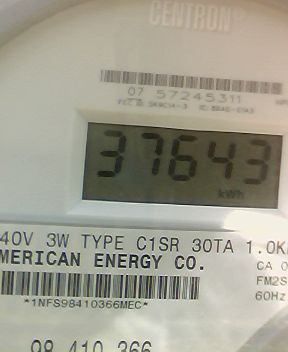 CENTRON
07 57245311
37643
kWh
40V 3W TYPE C1SR 30TA 1.0K
MERICAN ENERGY CO.
CA 0
FM2S
60Hz
*1NFS98410366MEC*
98 410 366